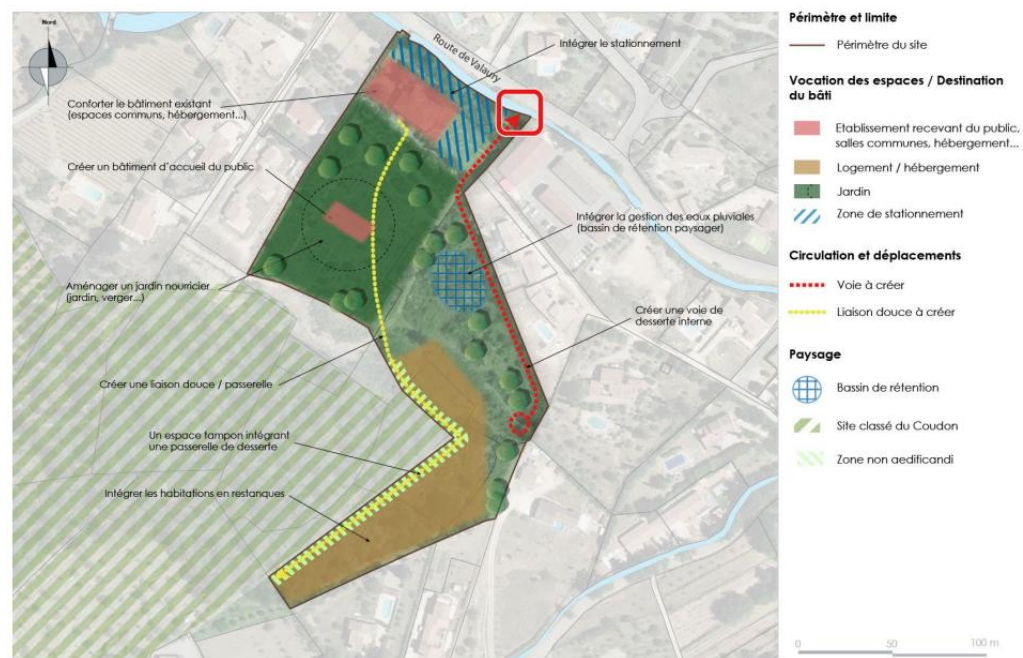 Nord
Route de Valaury
Intégrer le stationnement
Conforter le bâtiment existant
(espaces communs, hébergement...)
Créer un bâtiment d'accueil du public
Intégrer la gestion des eaux pluviales
(bassin de rétention paysager)
Aménager un jardin nourricier
(jardin, verger...)
Créer une voie de
desserte interne
Créer une liaison douce / passerelle
Un espace tampon intégrant
une passerelle de desserte
Intégrer les habitations en restanques
Périmètre et limite
Périmètre du site
Vocation des espaces / Destination
du bâti
Etablissement recevant du public,
salles communes, hébergement...
Logement / hébergement
Jardin
Zone de stationnement
Circulation et déplacements
Voie à créer
Liaison douce à créer
Paysage
Bassin de rétention
Site classé du Coudon
Zone non aedificandi
0 50 100 m